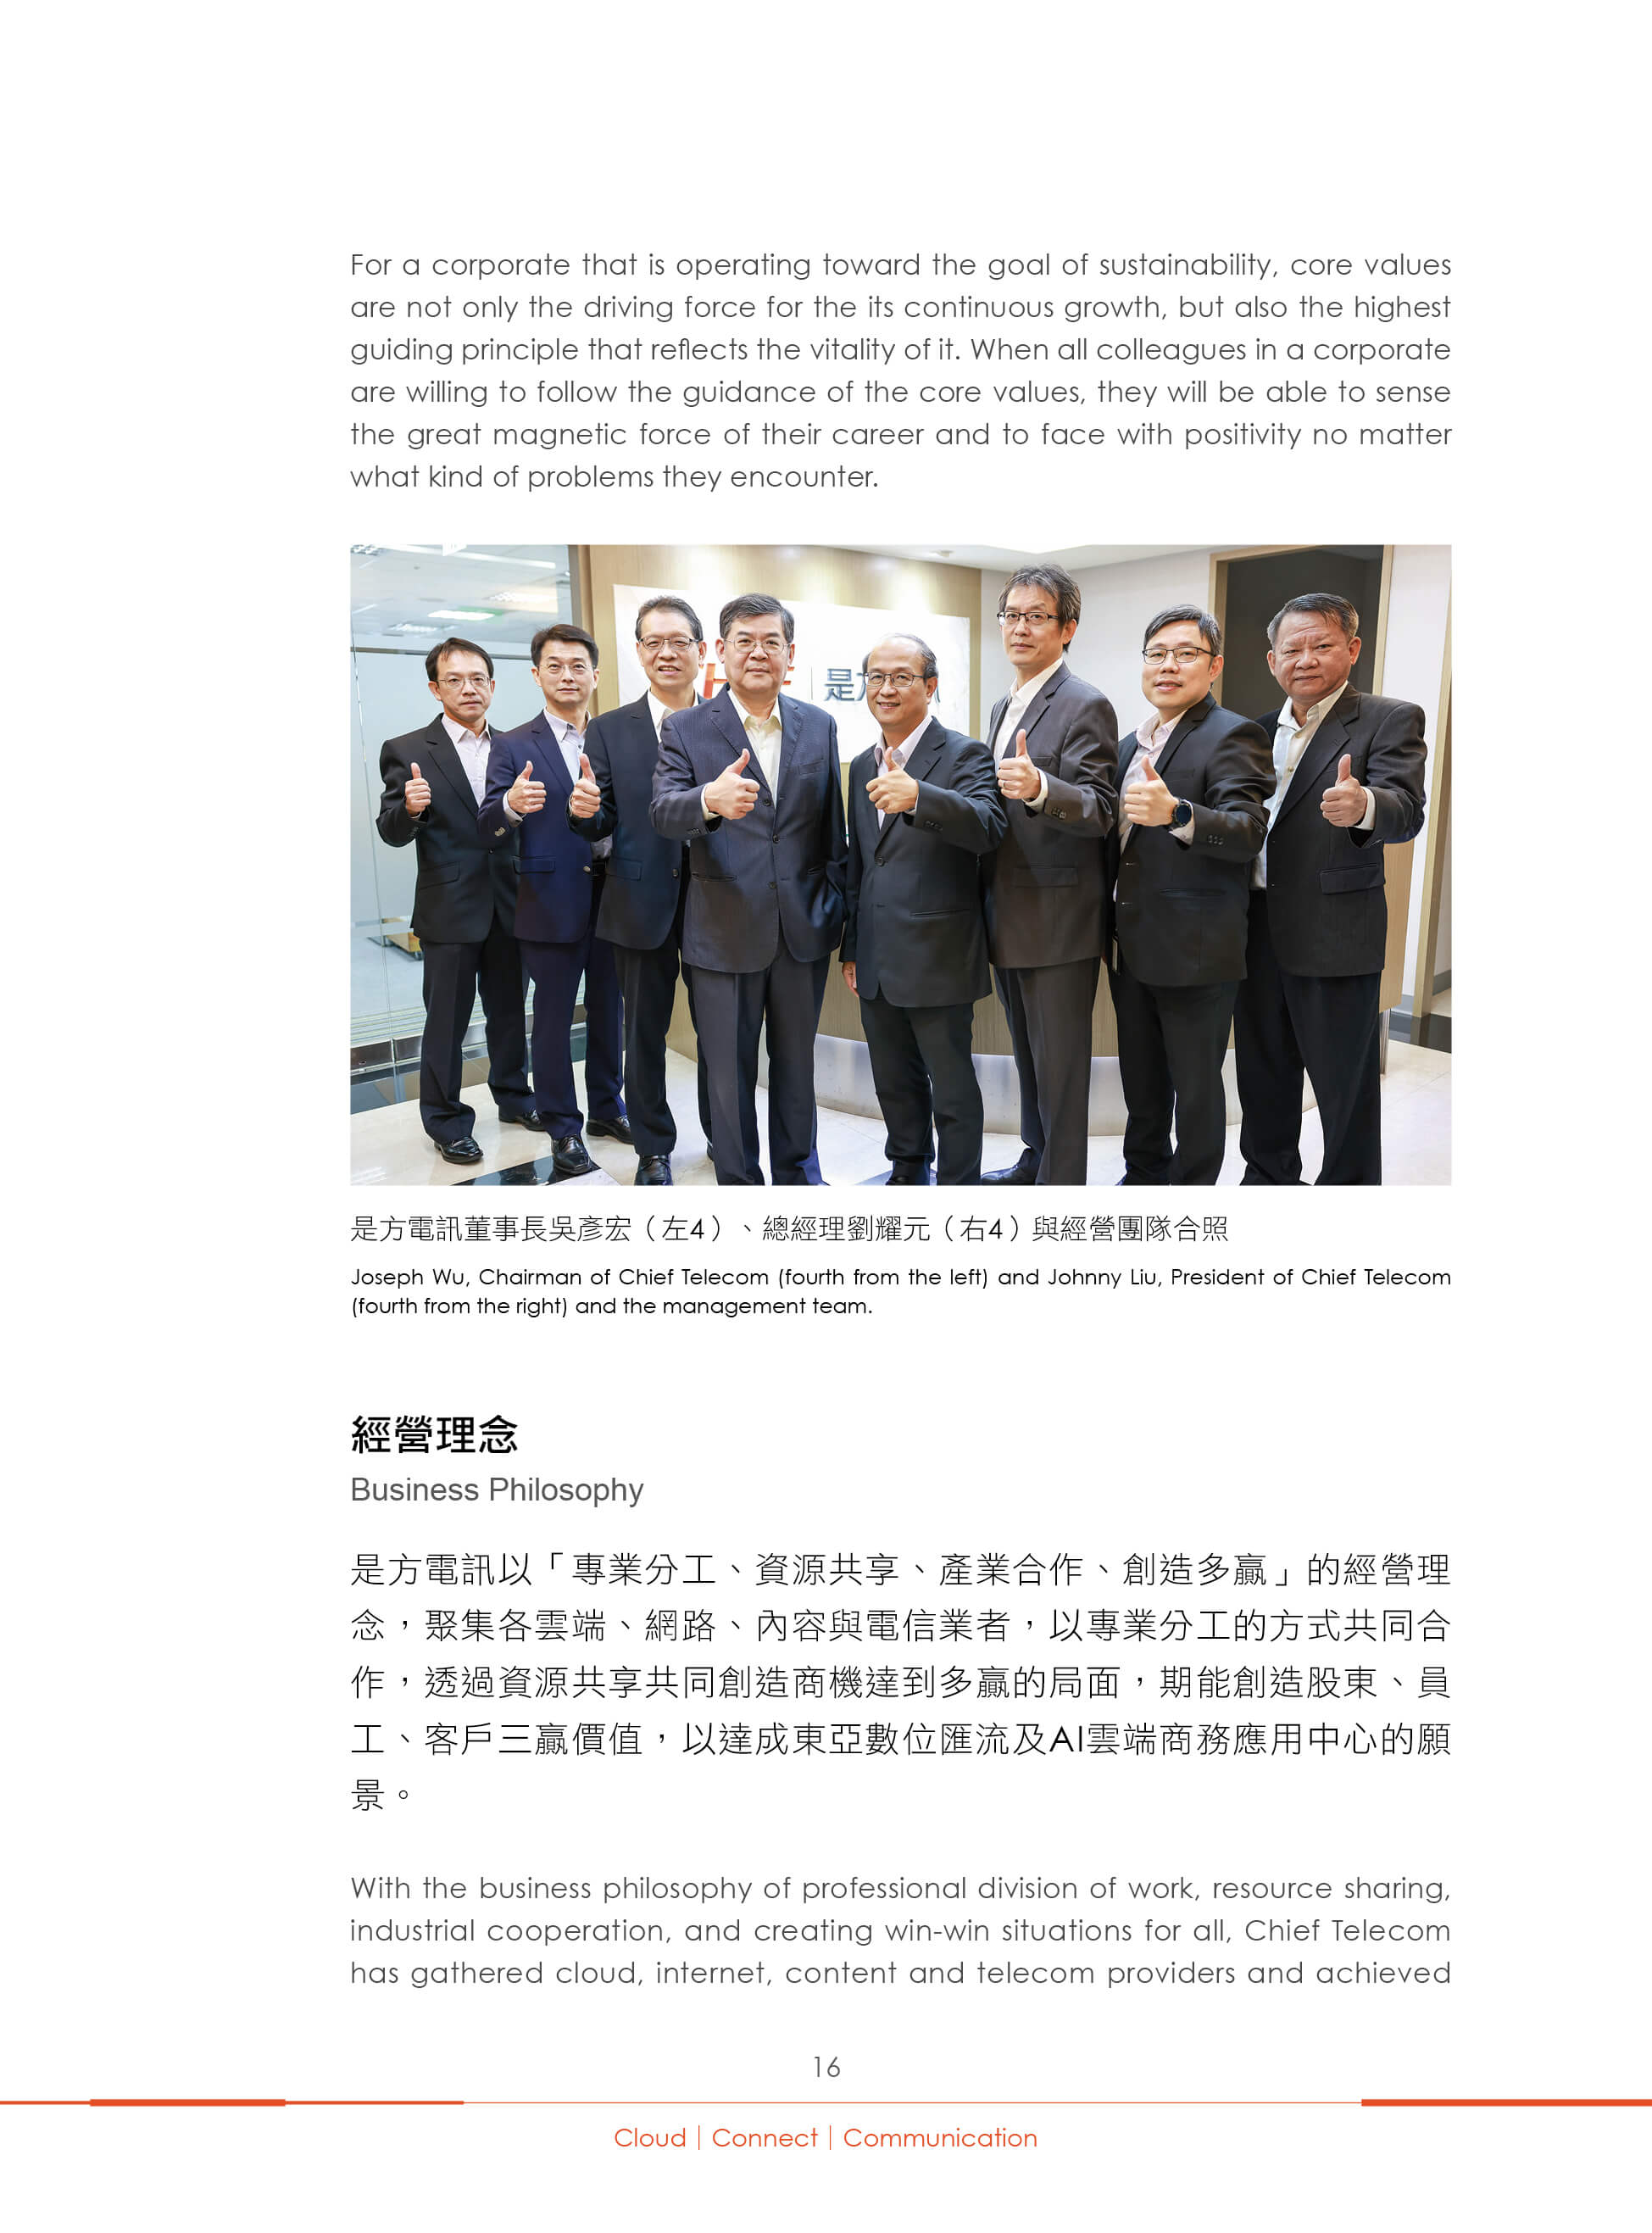 For a corporate that is operating toward the goal of sustainability, core values
are not only the driving force for the its continuous growth, but also the highest
guiding principle that reflects the vitality of it. When all colleagues in a corporate
are willing to follow the guidance of the core values, they will be able to sense
the great magnetic force of their career and to face with positivity no matter
what kind of problems they encounter.
是方電訊董事長吳彥宏（左4）、總經理劉耀元（右4）與經營團隊合照
Joseph Wu, Chairman of Chief Telecom (fourth from the left) and Johnny Liu, President of Chief Telecom
(fourth from the right) and the management team.
經營理念
Business Philosophy
是方電訊以「專業分工、資源共享、產業合作、創造多贏」的經營理
念，聚集各雲端、網路、內容與電信業者，以專業分工的方式共同合
作，透過資源共享共同創造商機達到多贏的局面，期能創造股東、員
工、客戶三贏價值，以達成東亞數位匯流及AI雲端商務應用中心的願
景。
With the business philosophy of professional division of work, resource sharing,
industrial cooperation, and creating win-win situations for all, Chief Telecom
has gathered cloud, internet, content and telecom providers and achieved
16
Cloud｜Connect｜Communication